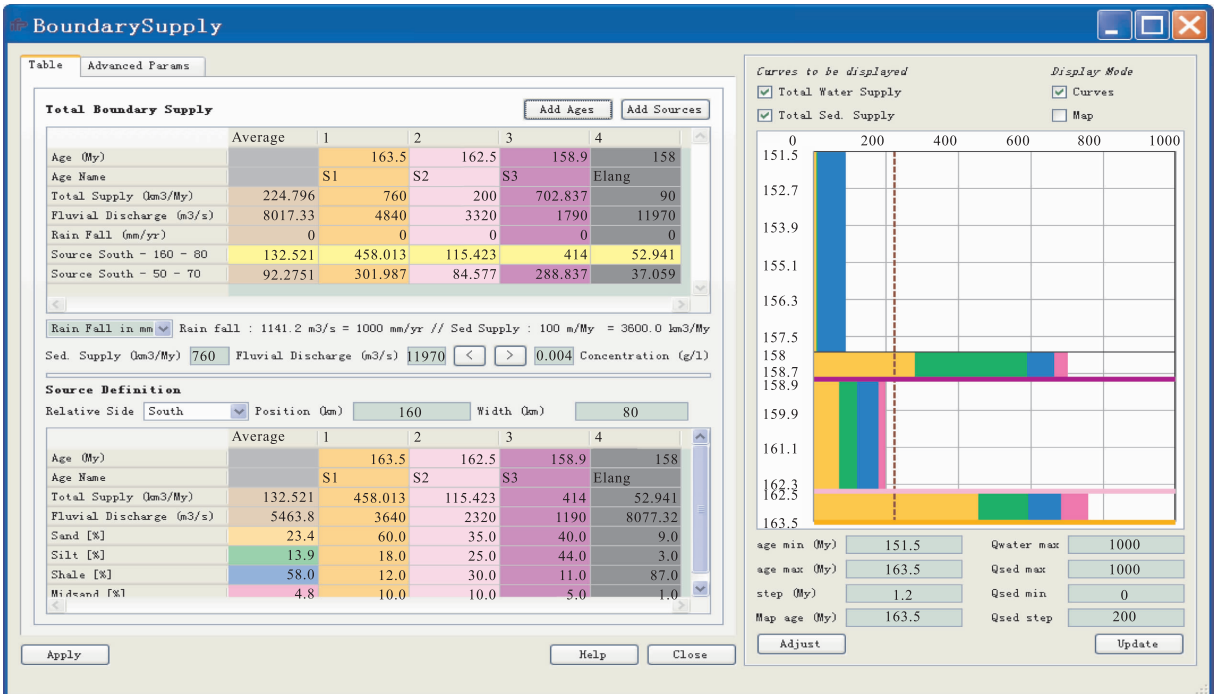 BoundarySupply
Table Advanced Params
Total Boundary Supply Add Ages Add Sources
Average 1 2 3 4
Age (My) 163.5 162.5 158.9 158
Age Name S1 S2 S3 Elang
Total Supply (km3/My) 224.796 760 200 702.837 90
Fluvial Discharge (m3/s) 8017.33 4840 3320 1790 11970
Rain Fall (mm/yr) 0 0 0 0 0
Source South - 160 - 80 132.521 458.013 115.423 414 52.941
Source South - 50 - 70 92.2751 301.987 84.577 288.837 37.059
Rain Fall in mm Rain fall : 1141.2 m3/s = 1000 mm/yr // Sed Supply : 100 m/My = 3600.0 km3/My
Sed. Supply (km3/My) 760 Fluvial Discharge (m3/s) 11970 < > 0.004 Concentration (g/l)
Source Definition
Relative Side South Position (km) 160 Width (km) 80
Average 1 2 3 4
Age (My) 163.5 162.5 158.9 158
Age Name S1 S2 S3 Elang
Total Supply (km3/My) 132.521 458.013 115.423 414 52.941
Fluvial Discharge (m3/s) 5463.8 3640 2320 1190 8077.32
Sand [%] 23.4 60.0 35.0 40.0 9.0
Silt [%] 13.9 18.0 25.0 44.0 3.0
Shale [%] 58.0 12.0 30.0 11.0 87.0
Midsand [%] 4.8 10.0 10.0 5.0 1.0
Apply Help Close
Curves to be displayed Display Mode
Total Water Supply Curves
Total Sed. Supply Map
0 200 400 600 800 1000
151.5
152.7
153.9
155.1
156.3
157.5
158
158.7
158.9
159.9
161.1
162.3
162.5
163.5
age min (My) 151.5 Qwater max 1000
age max (My) 163.5 Qsed max 1000
step (My) 1.2 Qsed min 0
Map age (My) 163.5 Qsed step 200
Adjust Update